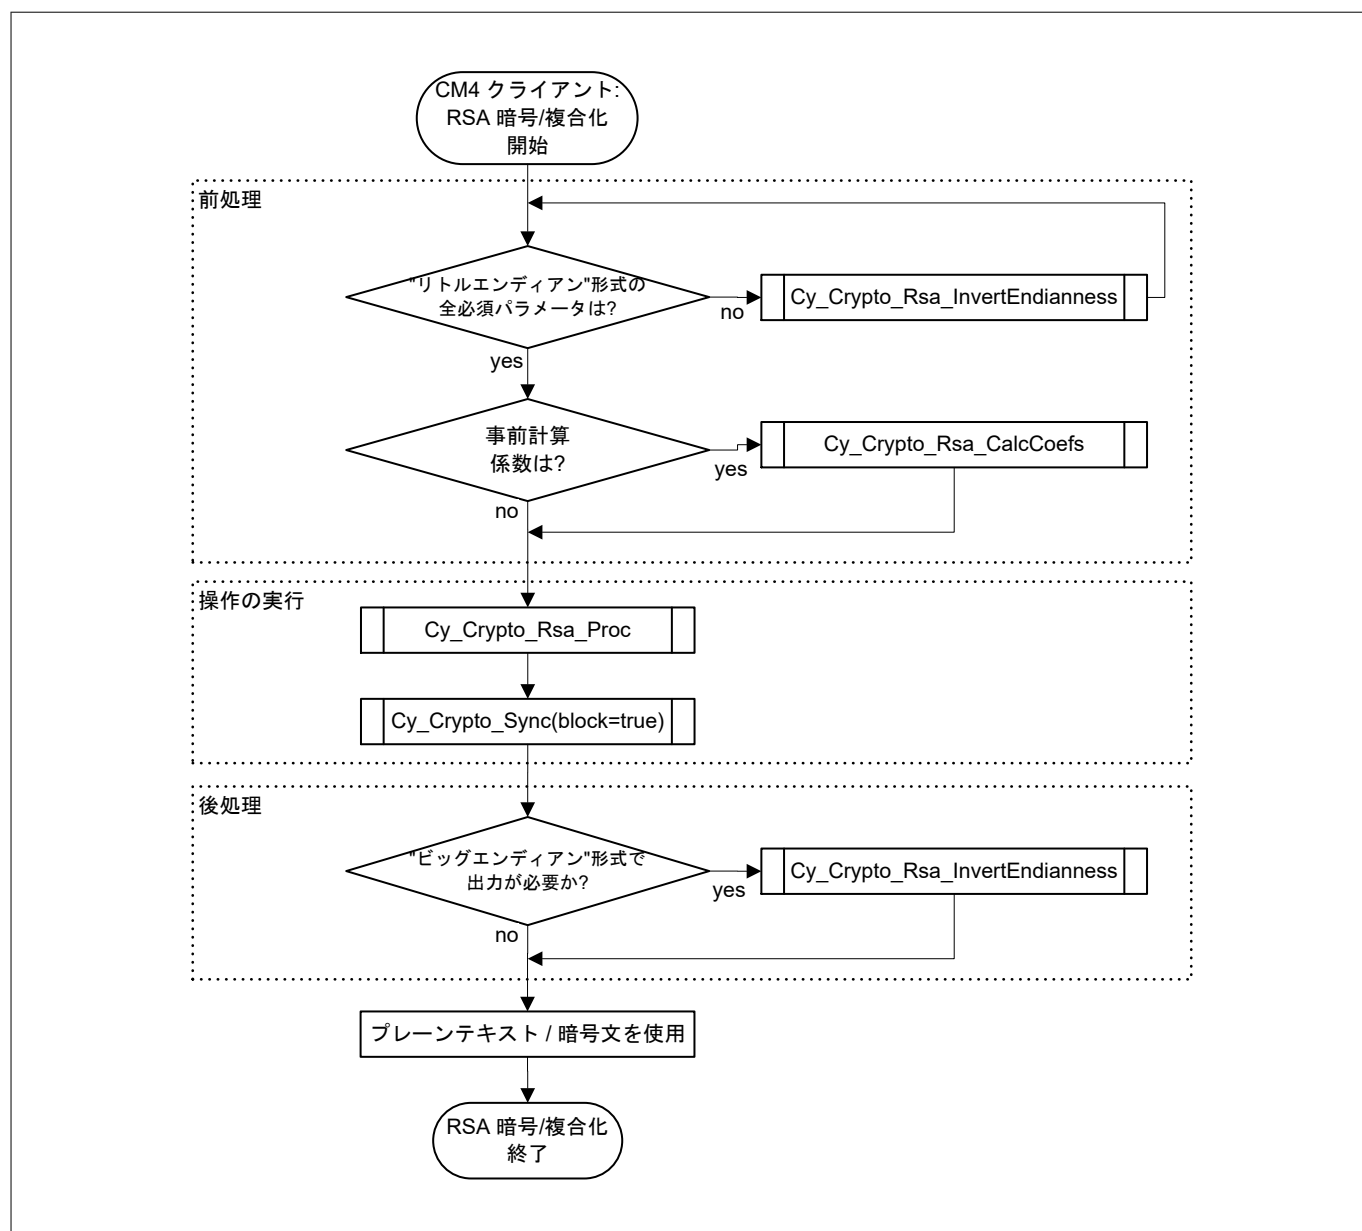 CM4 クライアント:
RSA 暗号/複合化
開始
前処理
"リトルエンディアン"形式の
全必須パラメータは?
no
Cy_Crypto_Rsa_InvertEndianness
yes
事前計算
係数は?
yes
Cy_Crypto_Rsa_CalcCoefs
no
操作の実行
Cy_Crypto_Rsa_Proc
Cy_Crypto_Sync(block=true)
後処理
"ビッグエンディアン"形式で
出力が必要か?
yes
Cy_Crypto_Rsa_InvertEndianness
no
プレーンテキスト / 暗号文を使用
RSA 暗号/複合化
終了